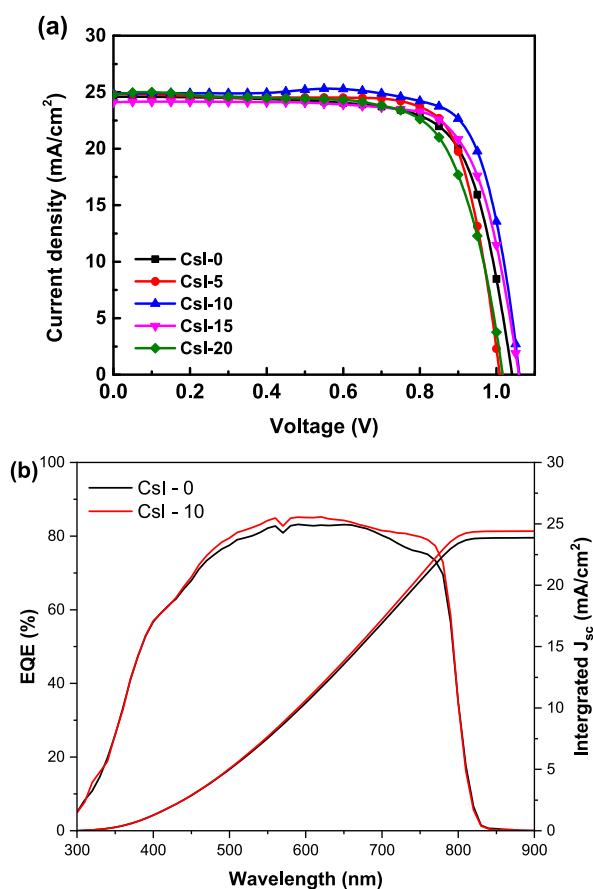 (a)
30
25
20
15
10
5
0
Current density (mA/cm²)
CsI-0
CsI-5
CsI-10
CsI-15
CsI-20
0.0 0.2 0.4 0.6 0.8 1.0
Voltage (V)
(b)
100
80
60
40
20
0
EQE (%)
CsI - 0
CsI - 10
30
25
20
15
10
5
0
Intergrated Jsc (mA/cm²)
300 400 500 600 700 800 900
Wavelength (nm)